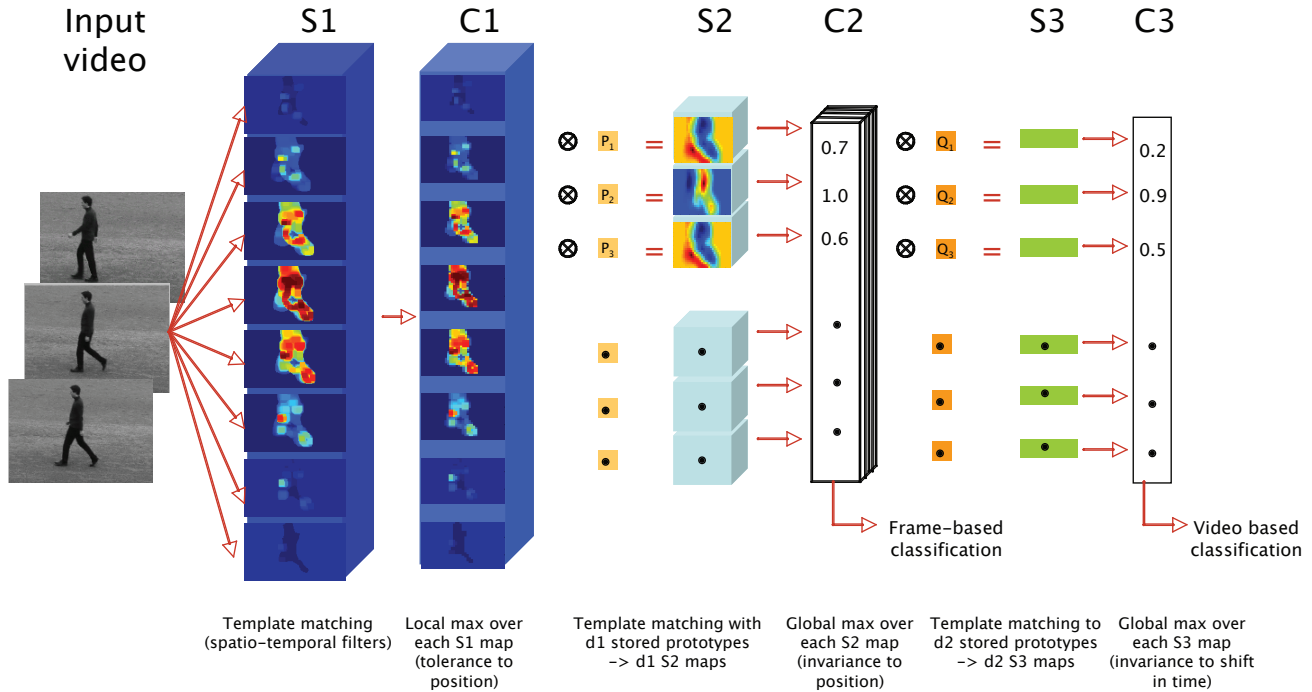 Input
video
S1
C1
S2
C2
S3
C3
⊗ P1 = 0.7 ⊗ Q1 = 0.2
⊗ P2 = 1.0 ⊗ Q2 = 0.9
⊗ P3 = 0.6 ⊗ Q3 = 0.5
Frame-based
classification
Video based
classification
Template matching
(spatio-temporal filters)
Local max over
each S1 map
(tolerance to
position)
Template matching with
d1 stored prototypes
-> d1 S2 maps
Global max over
each S2 map
(invariance to
position)
Template matching to
d2 stored prototypes
-> d2 S3 maps
Global max over
each S3 map
(invariance to shift
in time)